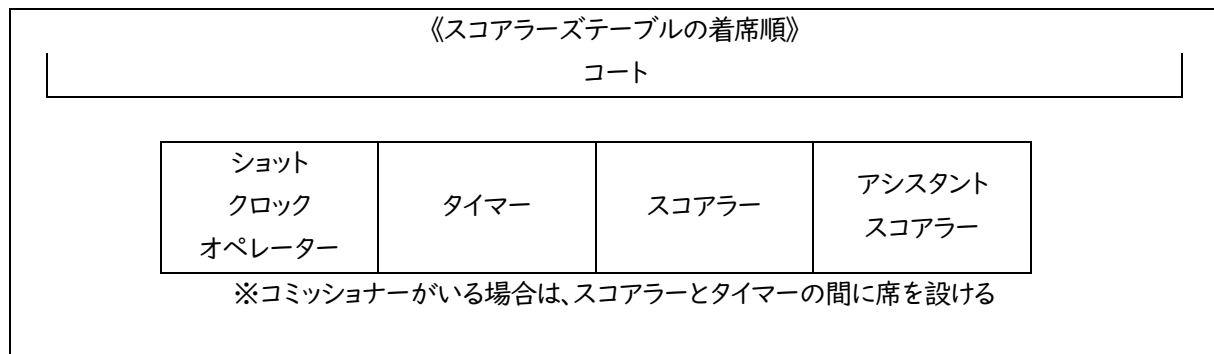 《スコアラーズテーブルの着席順》
コート
ショット
クロック
オペレーター
タイマー
スコアラー
アシスタント
スコアラー
※コミッショナーがいる場合は、スコアラーとタイマーの間に席を設ける